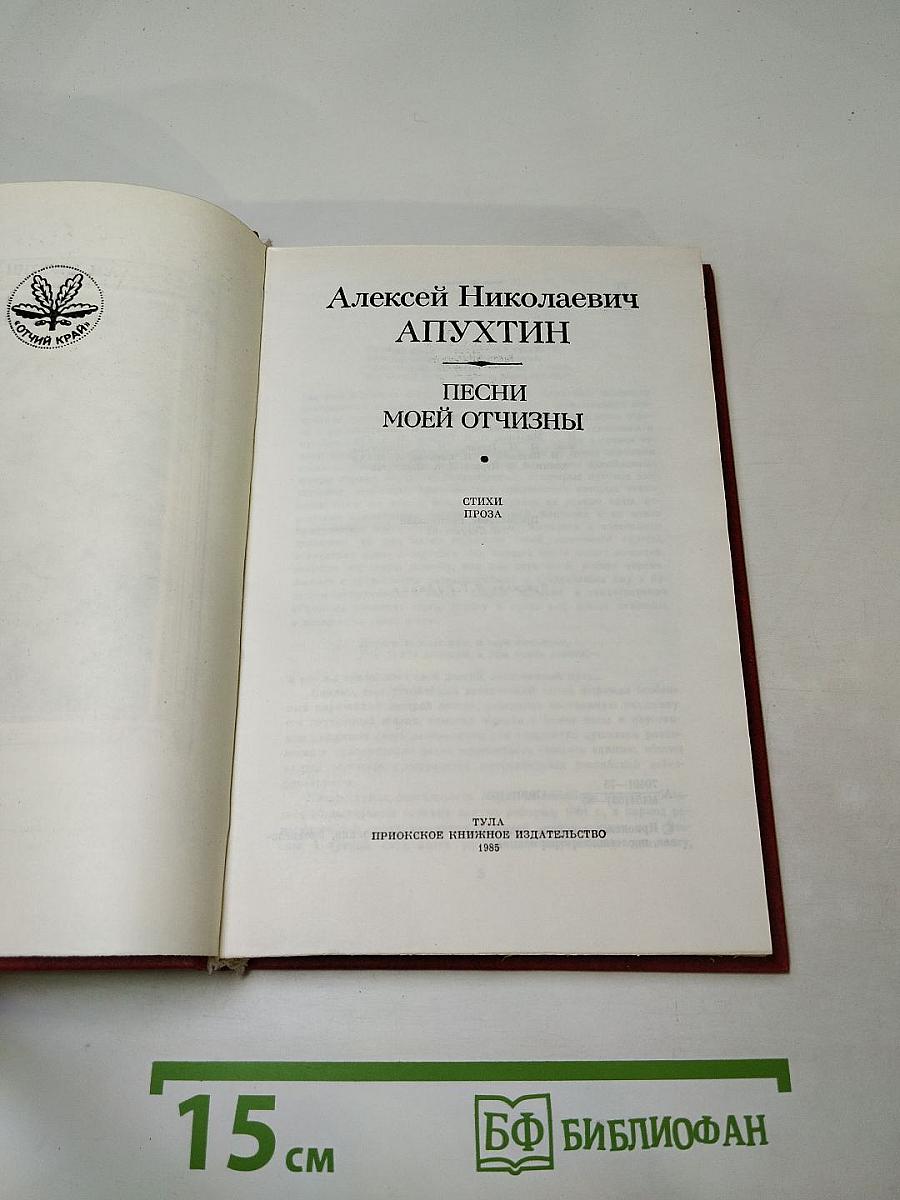 «ОТЧИЙ КРАЙ»
Алексей Николаевич
АПУХТИН
ПЕСНИ
МОЕЙ ОТЧИЗНЫ
СТИХИ
ПРОЗА
ТУЛА
ПРИОКСКОЕ КНИЖНОЕ ИЗДАТЕЛЬСТВО
1985
15 см
БФ БИБЛИОФАН